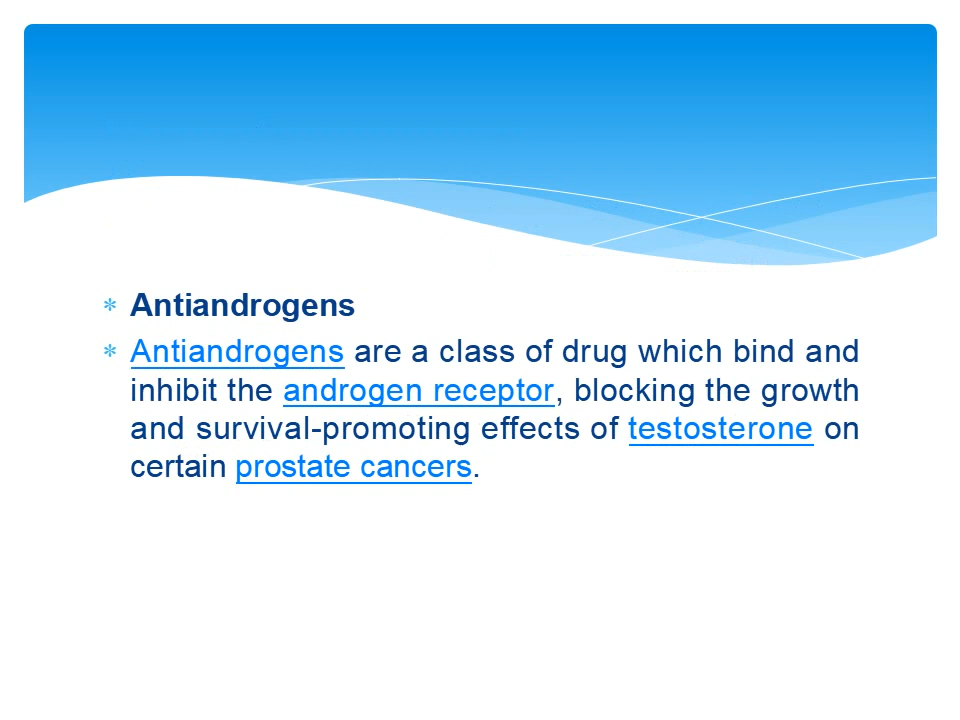 * Antiandrogens
* Antiandrogens are a class of drug which bind and
inhibit the androgen receptor, blocking the growth
and survival-promoting effects of testosterone on
certain prostate cancers.